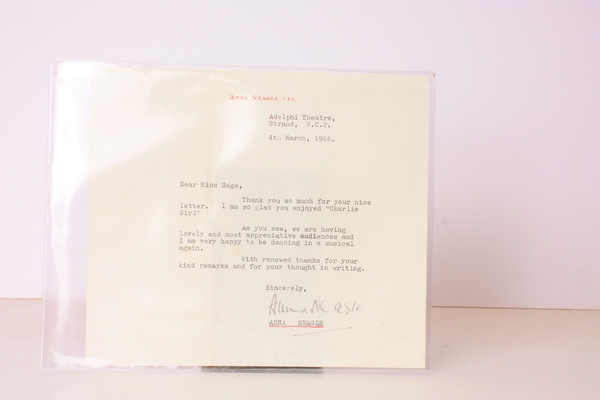 ANNA NEAGLE, C.B.E.
Adelphi Theatre,
Strand, W.C.2.
4th March, 1966.
Dear Miss Sage,
Thank you so much for your nice
letter. I am so glad you enjoyed "Charlie
Girl"
As you saw, we are having
lovely and most appreciative audiences and
I am very happy to be dancing in a musical
again.
With renewed thanks for your
kind remarks and for your thought in writing.
Sincerely,
Anna Neagle
ANNA NEAGLE